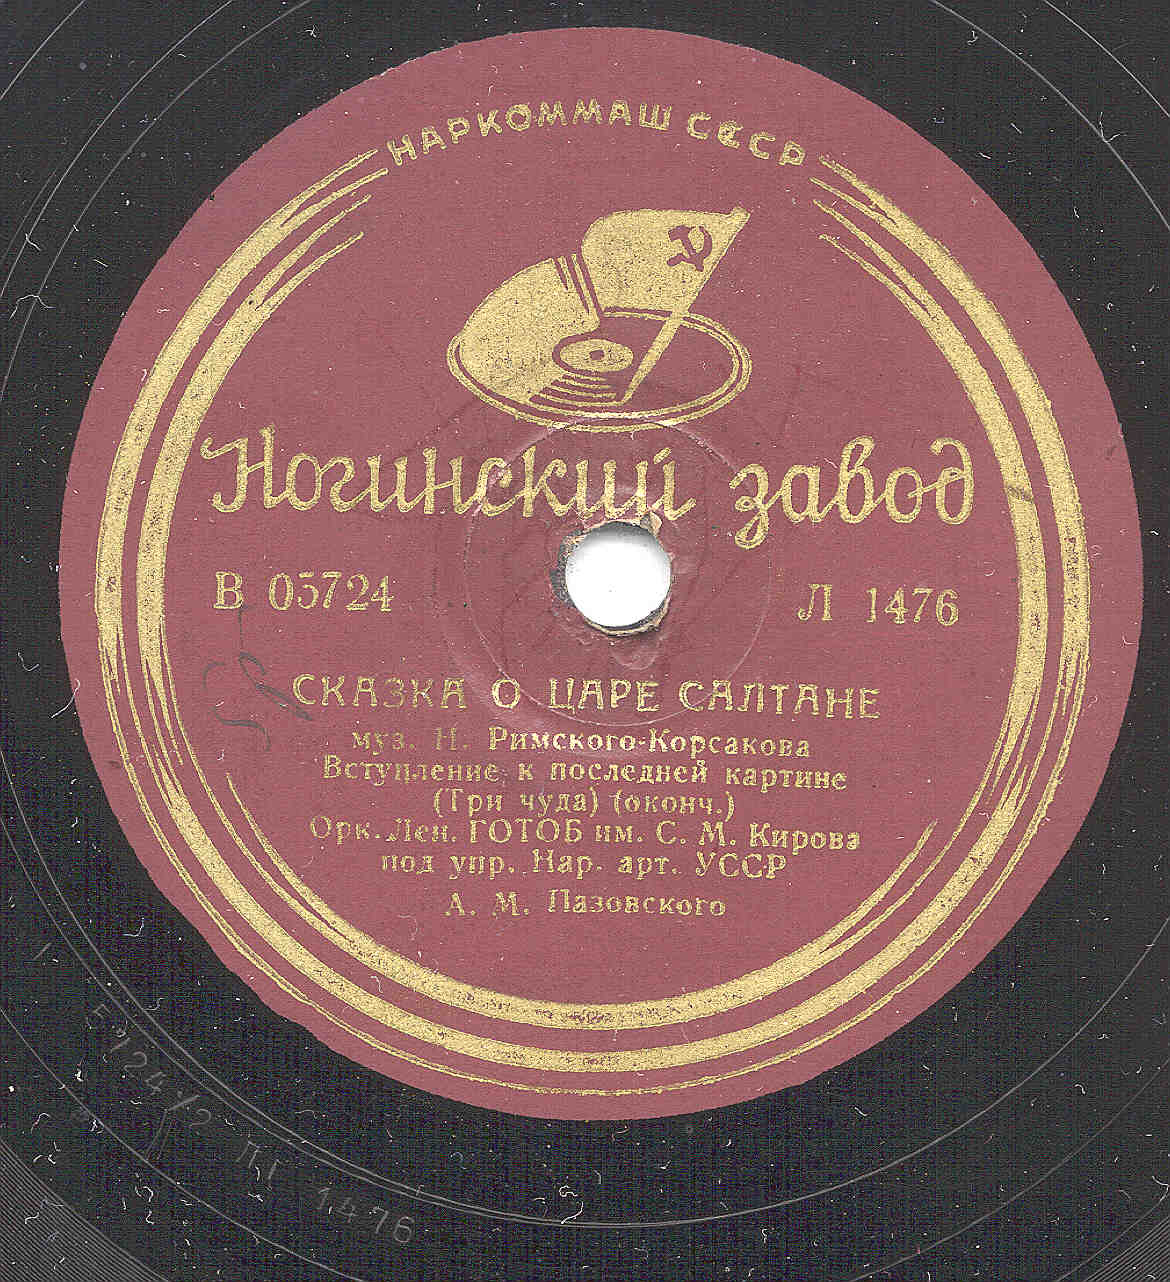 НАРКОММАШ СССР
Ногинский завод
В 05724
Л 1476
СКАЗКА О ЦАРЕ САЛТАНЕ
муз. Н. Римского-Корсакова
Вступление к последней картине
(Три чуда) (оконч.)
Орк. Лен. ГОТОБ им. С. М. Кирова
под упр. Нар. арт. УССР
А. М. Пазовского
1476